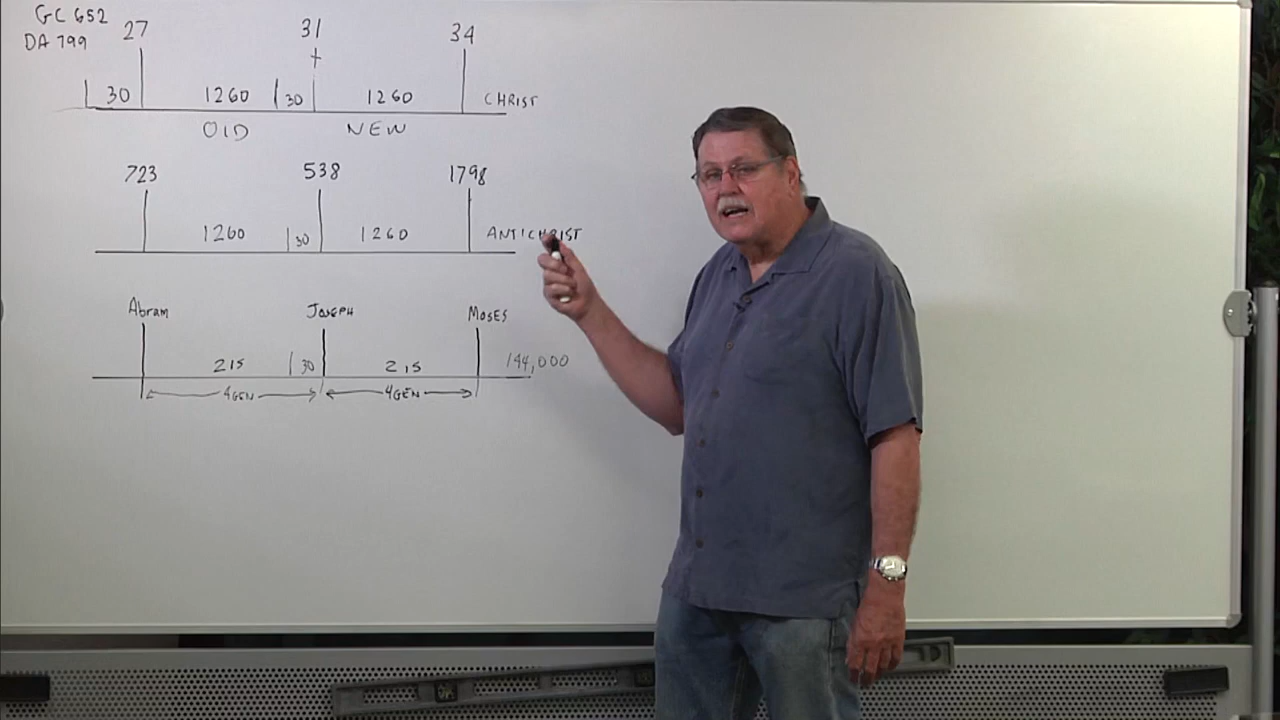 GC 652
DA 799
27 31 34
†
30 1260 30 1260 CHRIST
OLD NEW
723 538 1798
1260 30 1260 ANTICHRIST
Abram JOSEPH MOSES
215 30 215 144,000
4GEN 4GEN